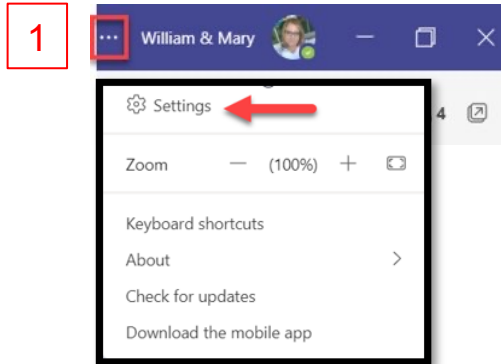 1
... William & Mary
Settings
4
Zoom — (100%) +
Keyboard shortcuts
About
Check for updates
Download the mobile app